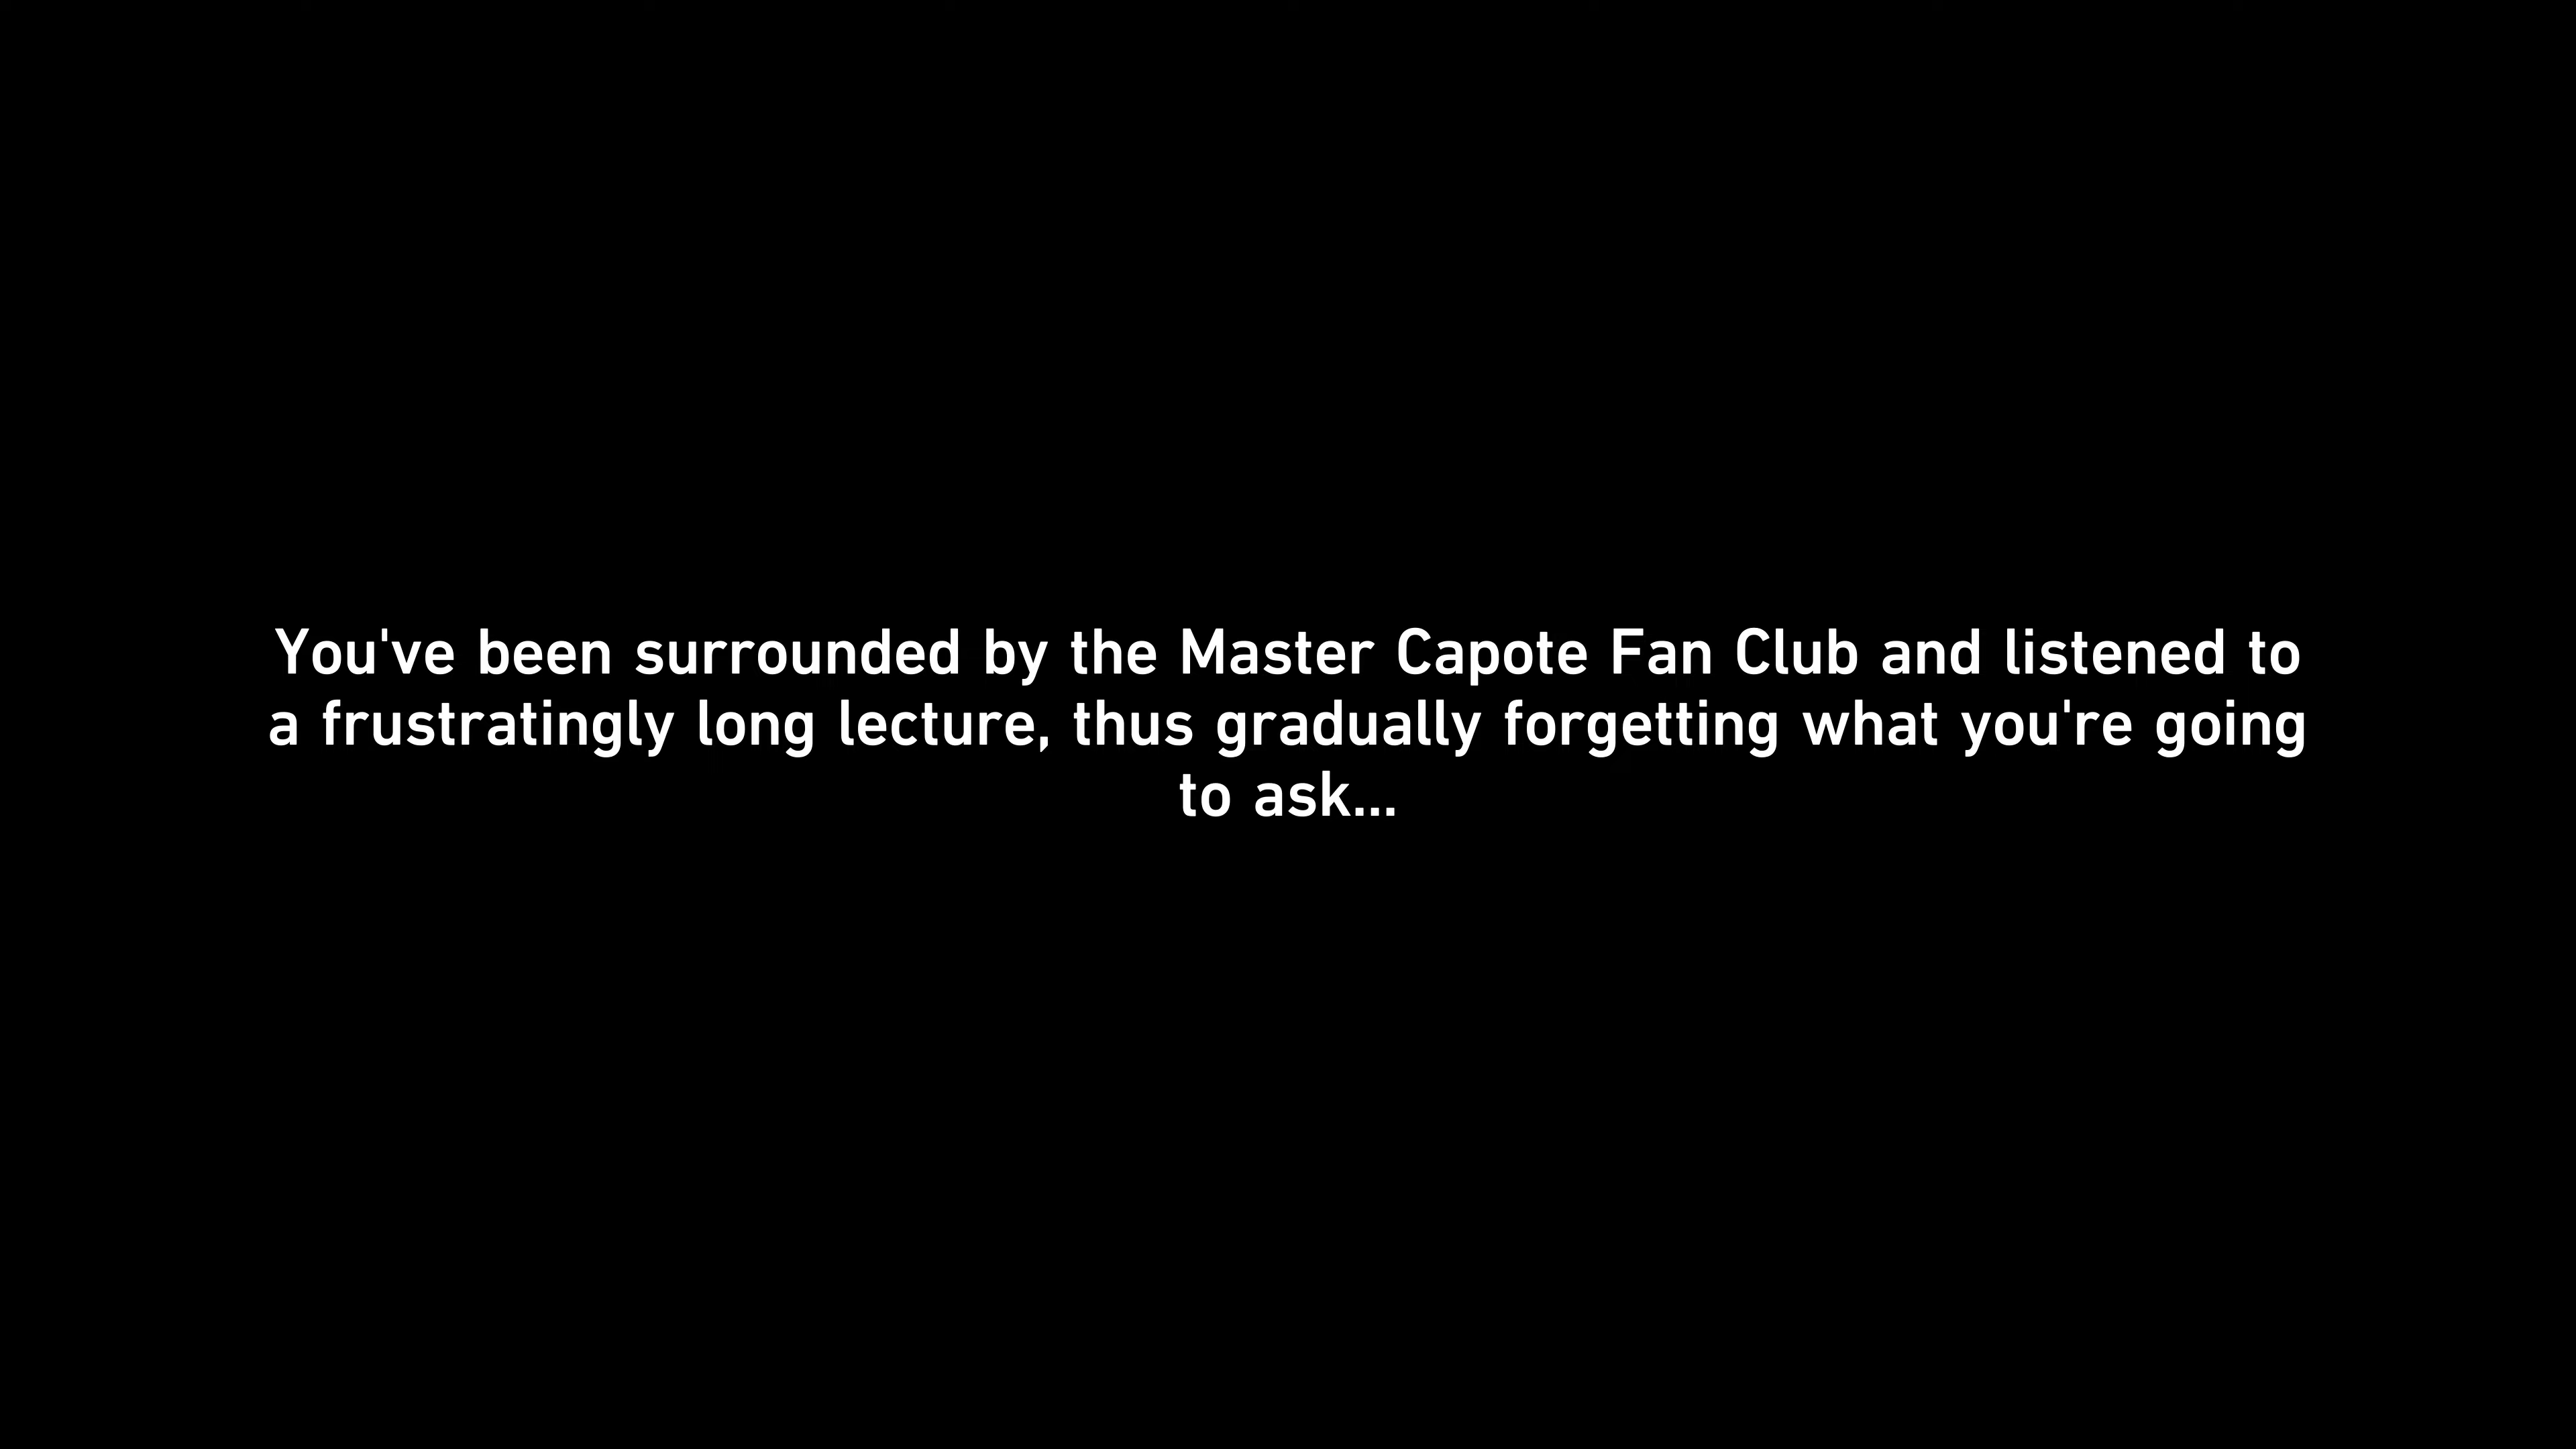 You've been surrounded by the Master Capote Fan Club and listened to
a frustratingly long lecture, thus gradually forgetting what you're going
to ask...